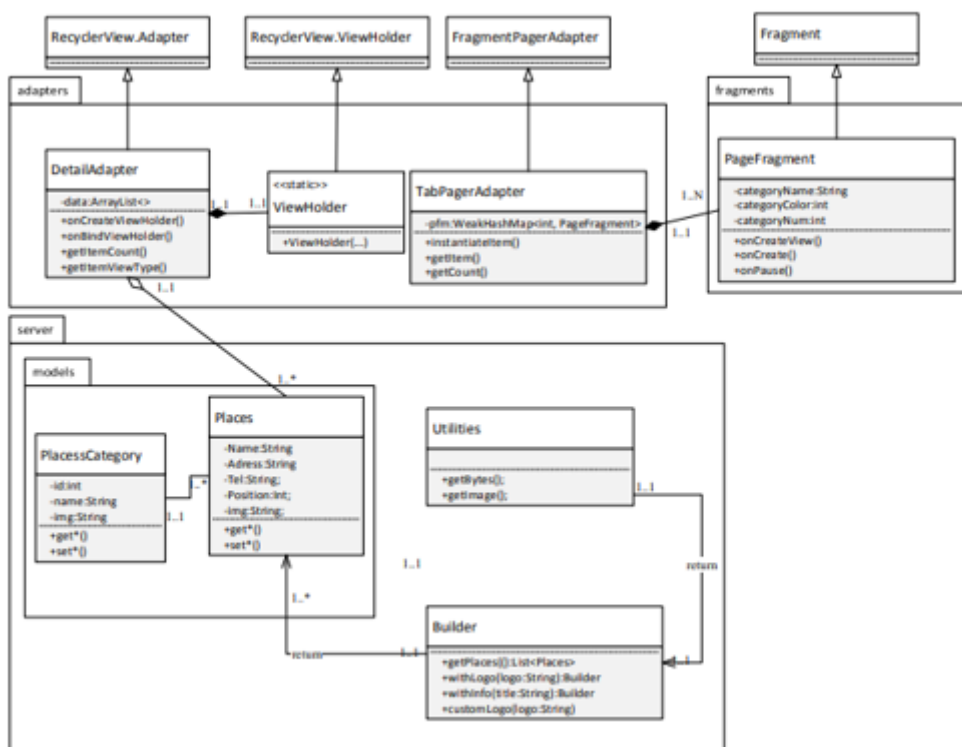 RecyclerView.Adapter
RecyclerView.ViewHolder
FragmentPagerAdapter
Fragment
adapters
fragments
DetailAdapter
-data:ArrayList<>
+onCreateViewHolder()
+onBindViewHolder()
+getItemCount()
+getItemViewType()
1..1
1..1
<<static>>
ViewHolder
+ViewHolder(...)
TabPagerAdapter
-pfm:WeakHashMap<int, PageFragment>
+instantiateItem()
+getItem()
+getCount()
1..N
1..1
PageFragment
-categoryName:String
-categoryColor:int
-categoryNum:int
+onCreateView()
+onCreate()
+onPause()
1..1
server
models
1..*
Places
-Name:String
-Adress:String
-Tel:String;
-Position:Int;
-img:String;
+get*()
+set*()
PlacessCategory
-id:int
-name:String
-img:String
+get*()
+set*()
1..*
1..1
Utilities
+getBytes();
+getImage();
1..1
return
1..1
1..*
return
1..1
Builder
+getPlaces)():List<Places>
+withLogo(logo:String):Builder
+withInfo(title:String):Builder
+customLogo(logo:String)
1